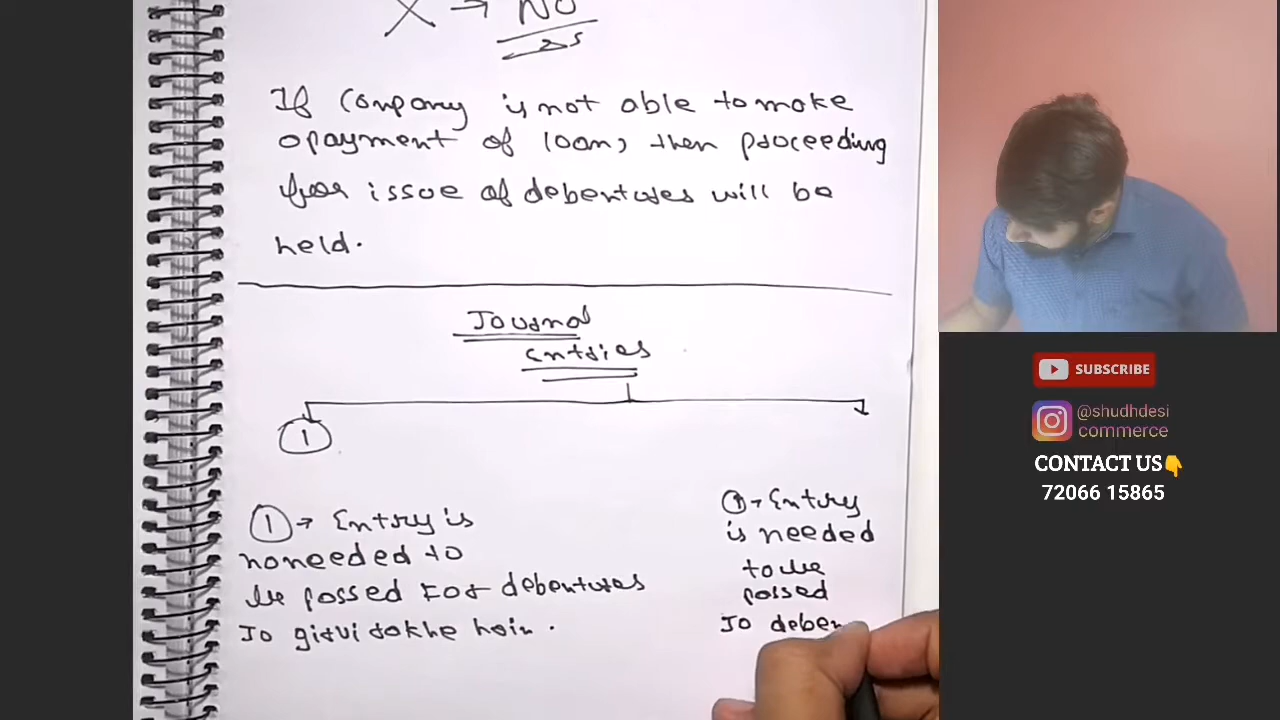 X → No
If Company is not able to make
payment of loan, then proceeding
for issue of debentures will be
held.
Journal
Entries
1
1 → Entry is
no needed to
be passed For debentures
Jo girvi rakhe hain.
1 → Entry
is needed
to be
passed
Jo deben
SUBSCRIBE
@shudhdesi
commerce
CONTACT US👇
72066 15865